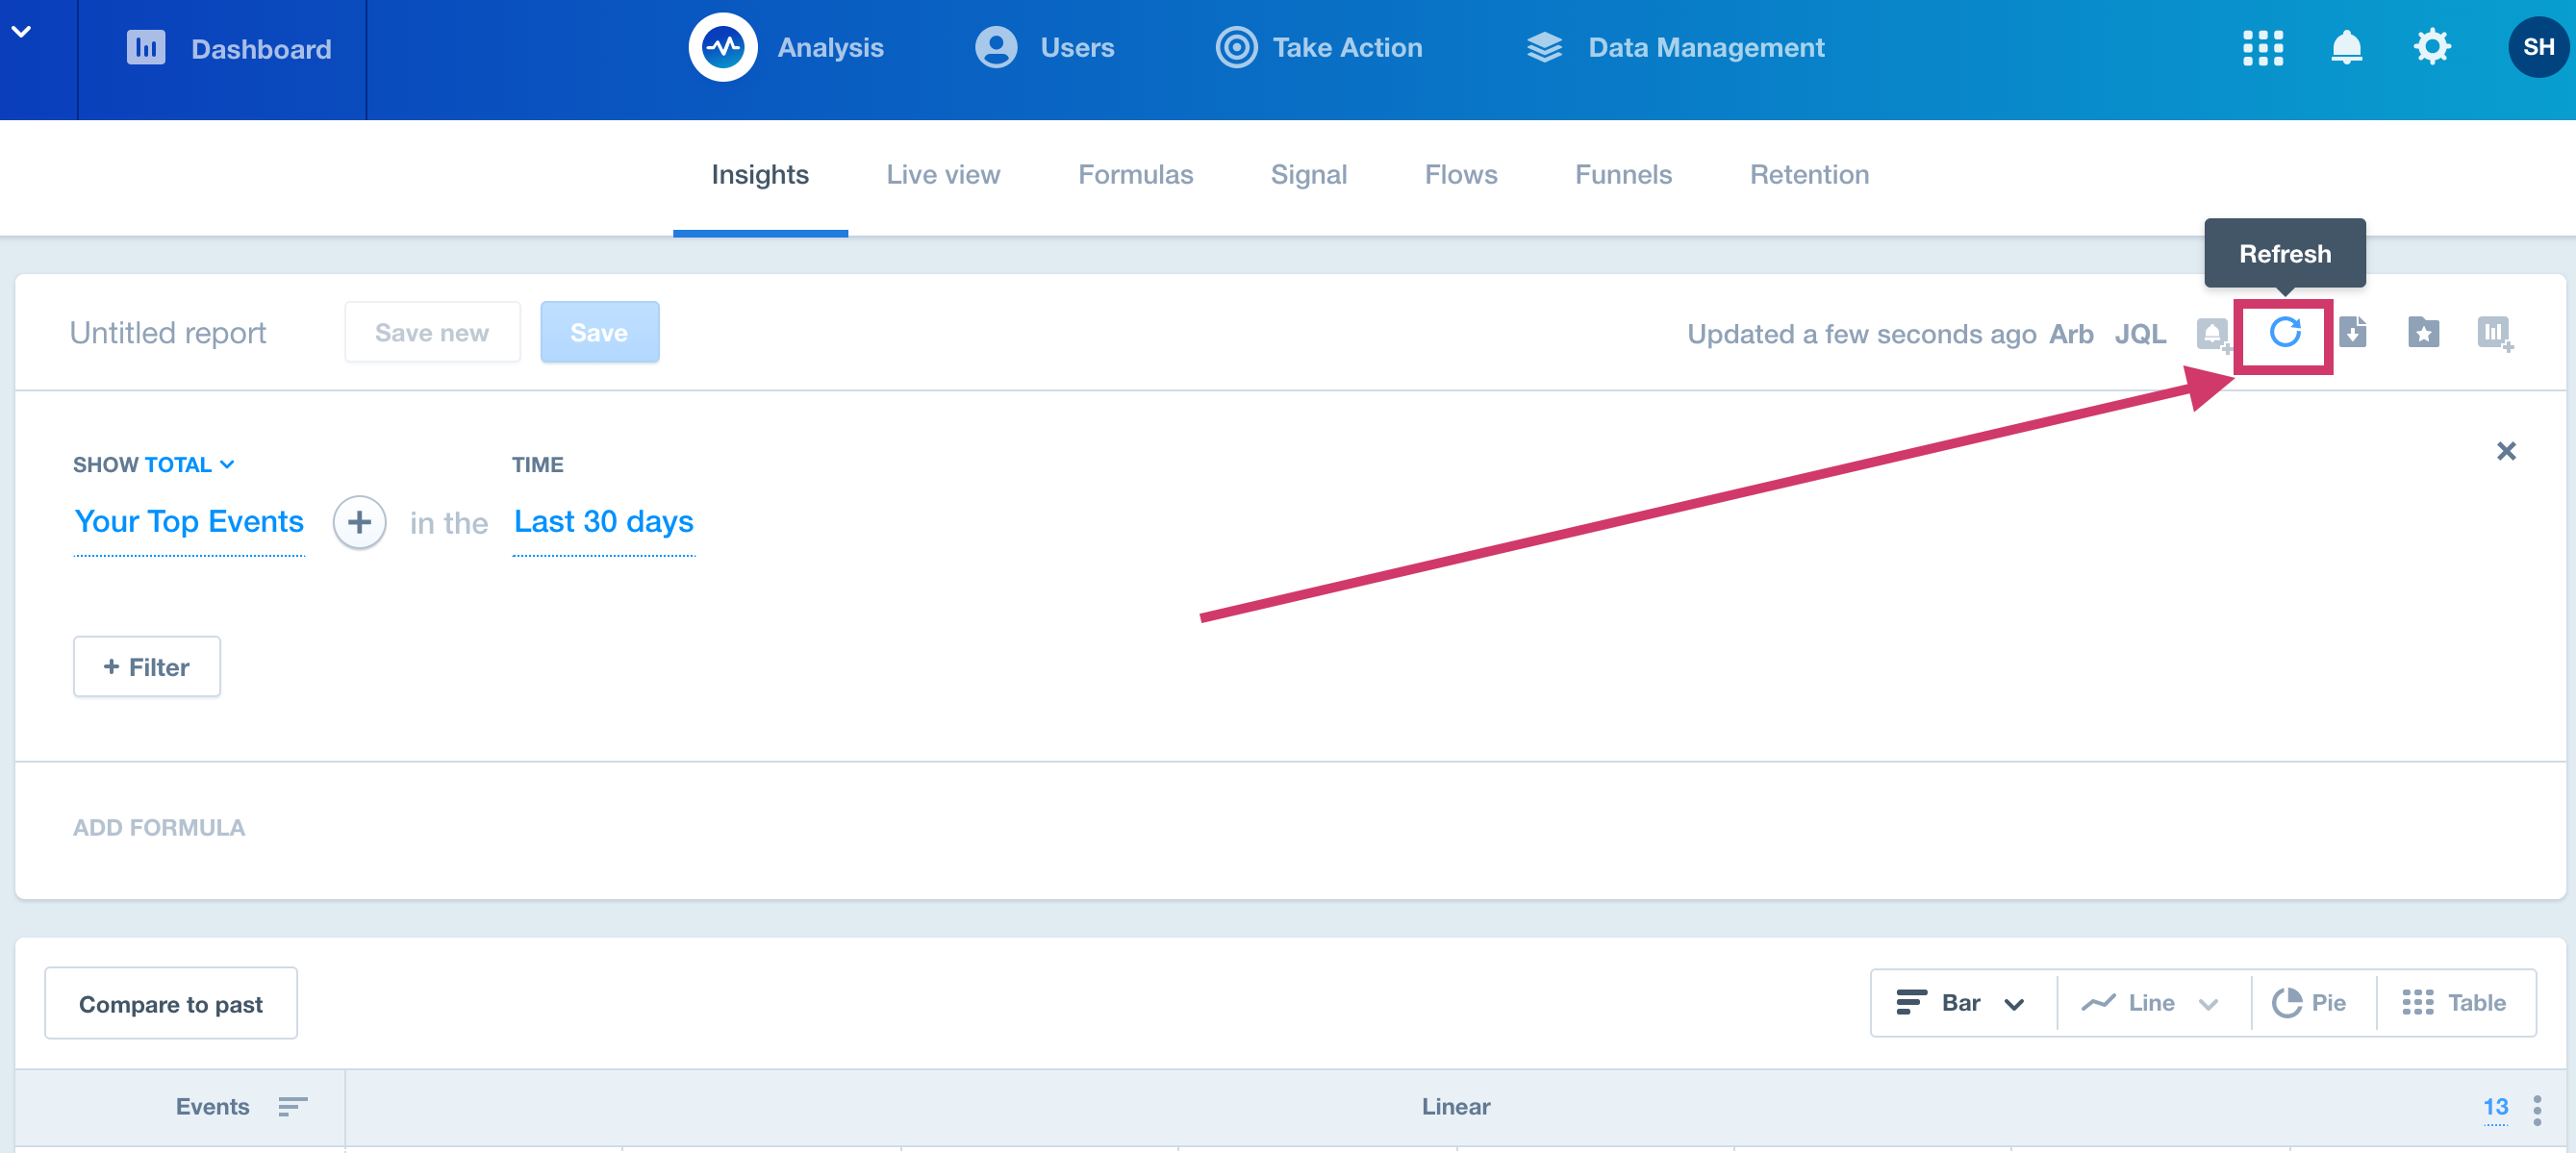 Dashboard
Analysis
Users
Take Action
Data Management
SH
Insights
Live view
Formulas
Signal
Flows
Funnels
Retention
Refresh
Untitled report
Save new
Save
Updated a few seconds ago
Arb
JQL
SHOW TOTAL
TIME
Your Top Events
in the
Last 30 days
+ Filter
ADD FORMULA
Compare to past
Bar
Line
Pie
Table
Events
Linear
13